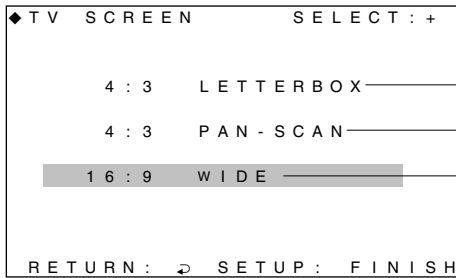 ◆TV SCREEN SELECT:+
4:3 LETTERBOX
4:3 PAN-SCAN
16:9 WIDE
RETURN: ⊋ SETUP: FINISH